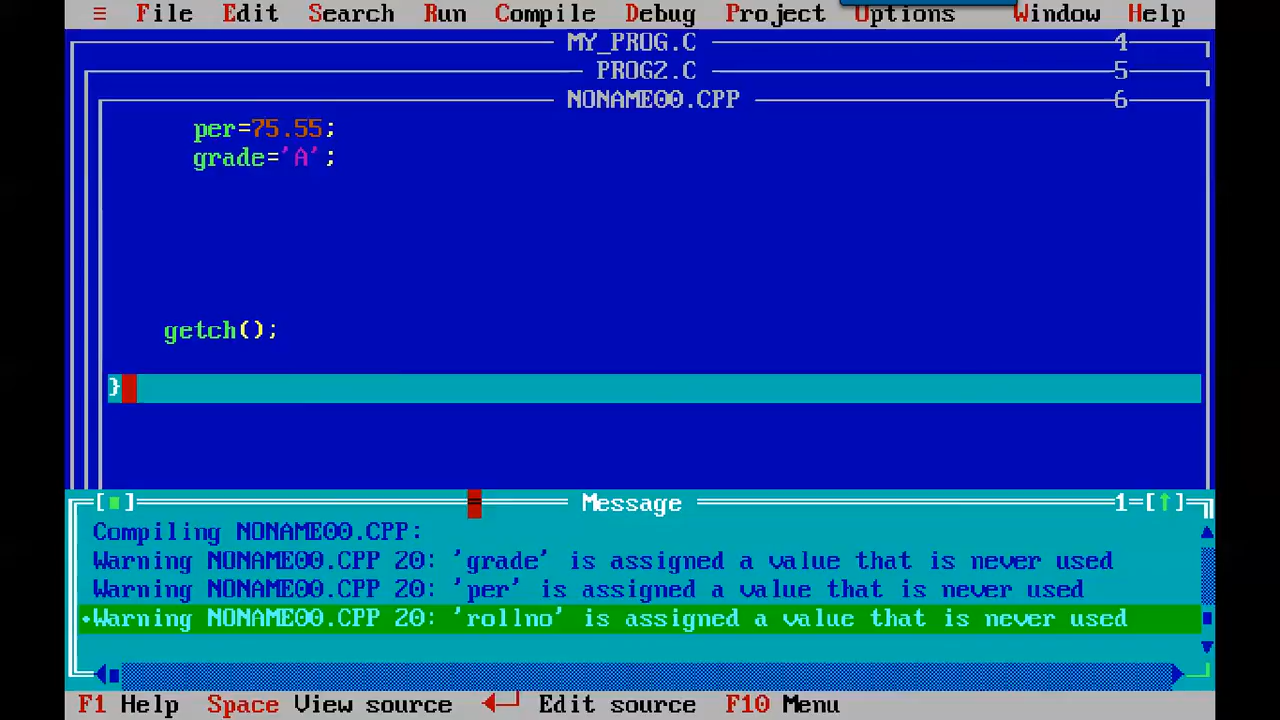 ≡ File Edit Search Run Compile Debug Project Options Window Help
MY_PROG.C 4
PROG2.C 5
NONAME00.CPP 6
per=75.55;
grade='A';
getch();
}
[■] Message 1=[↑]
Compiling NONAME00.CPP:
Warning NONAME00.CPP 20: 'grade' is assigned a value that is never used
Warning NONAME00.CPP 20: 'per' is assigned a value that is never used
•Warning NONAME00.CPP 20: 'rollno' is assigned a value that is never used
F1 Help Space View source ◄┘ Edit source F10 Menu